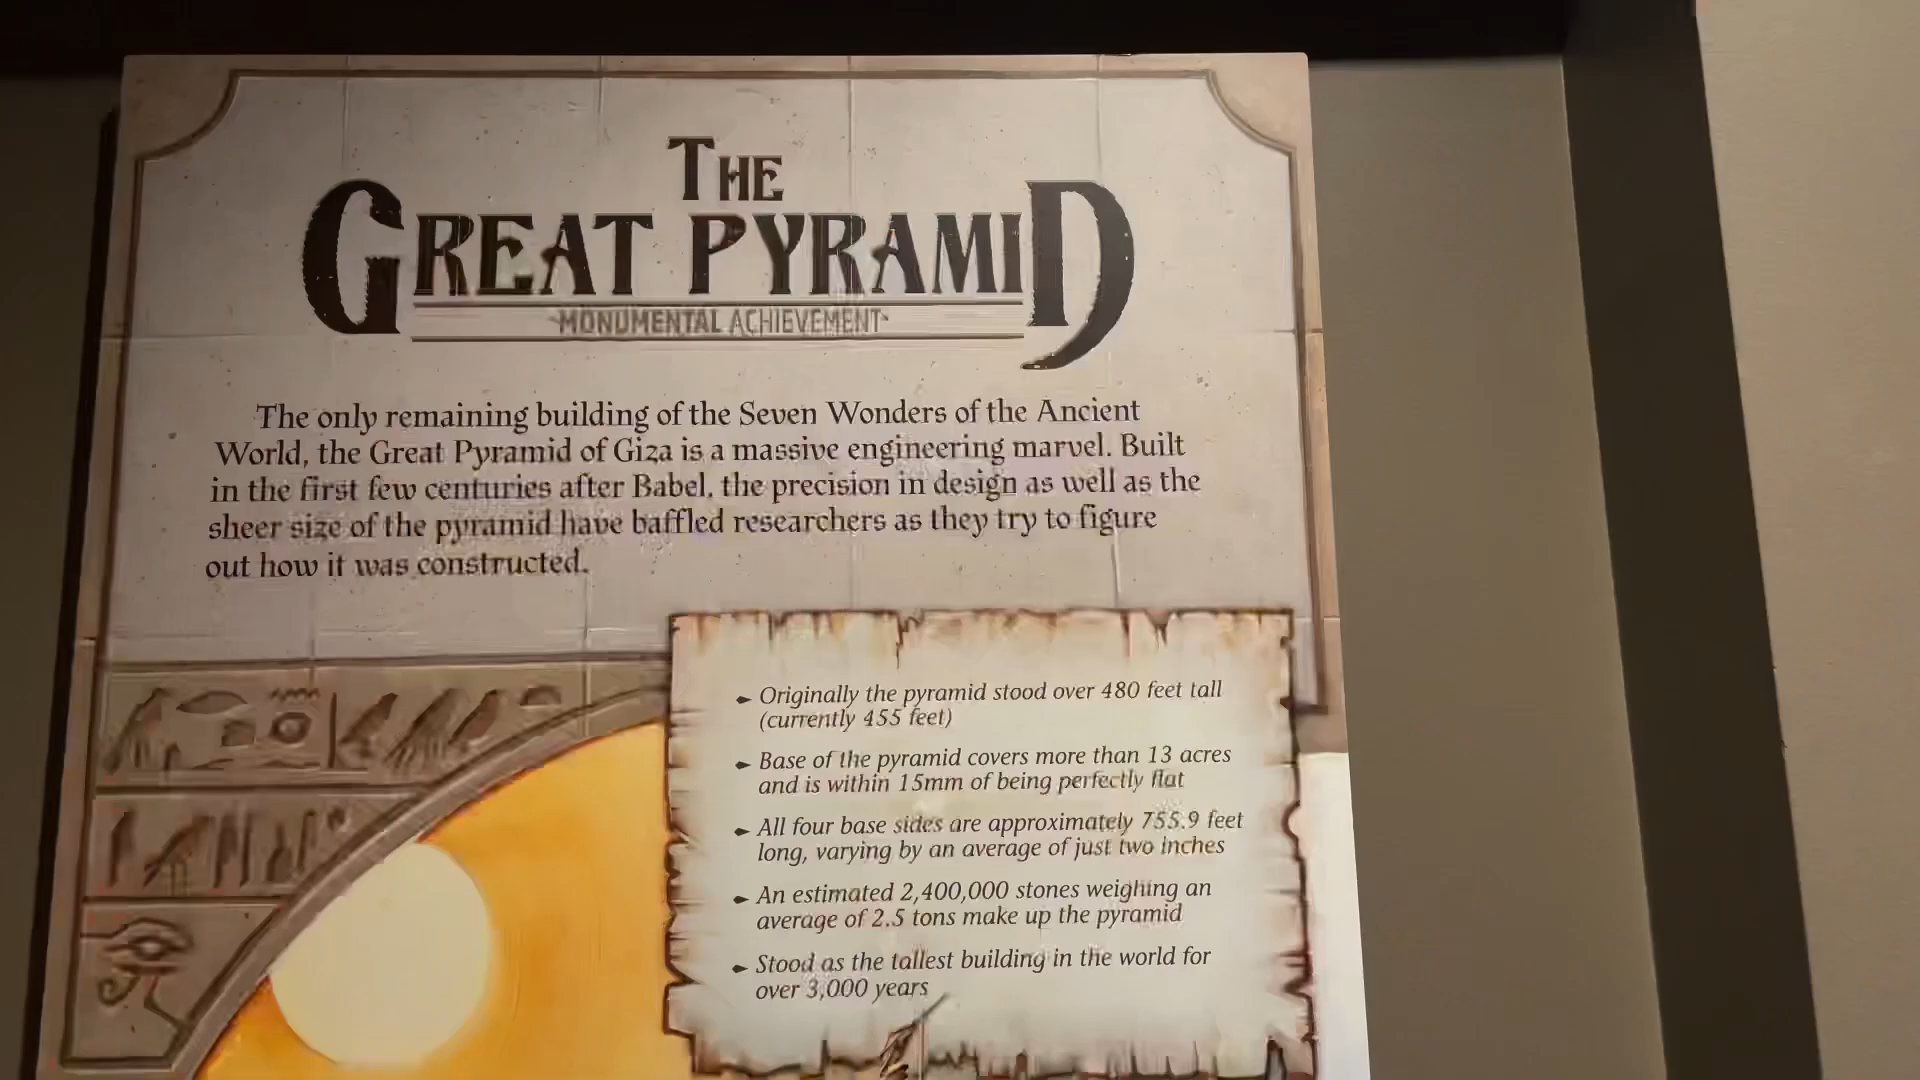 THE
GREAT PYRAMID
MONUMENTAL ACHIEVEMENT
The only remaining building of the Seven Wonders of the Ancient
World, the Great Pyramid of Giza is a massive engineering marvel. Built
in the first few centuries after Babel, the precision in design as well as the
sheer size of the pyramid have baffled researchers as they try to figure
out how it was constructed.
Originally the pyramid stood over 480 feet tall
(currently 455 feet)
Base of the pyramid covers more than 13 acres
and is within 15mm of being perfectly flat
All four base sides are approximately 755.9 feet
long, varying by an average of just two inches
An estimated 2,400,000 stones weighing an
average of 2.5 tons make up the pyramid
Stood as the tallest building in the world for
over 3,000 years